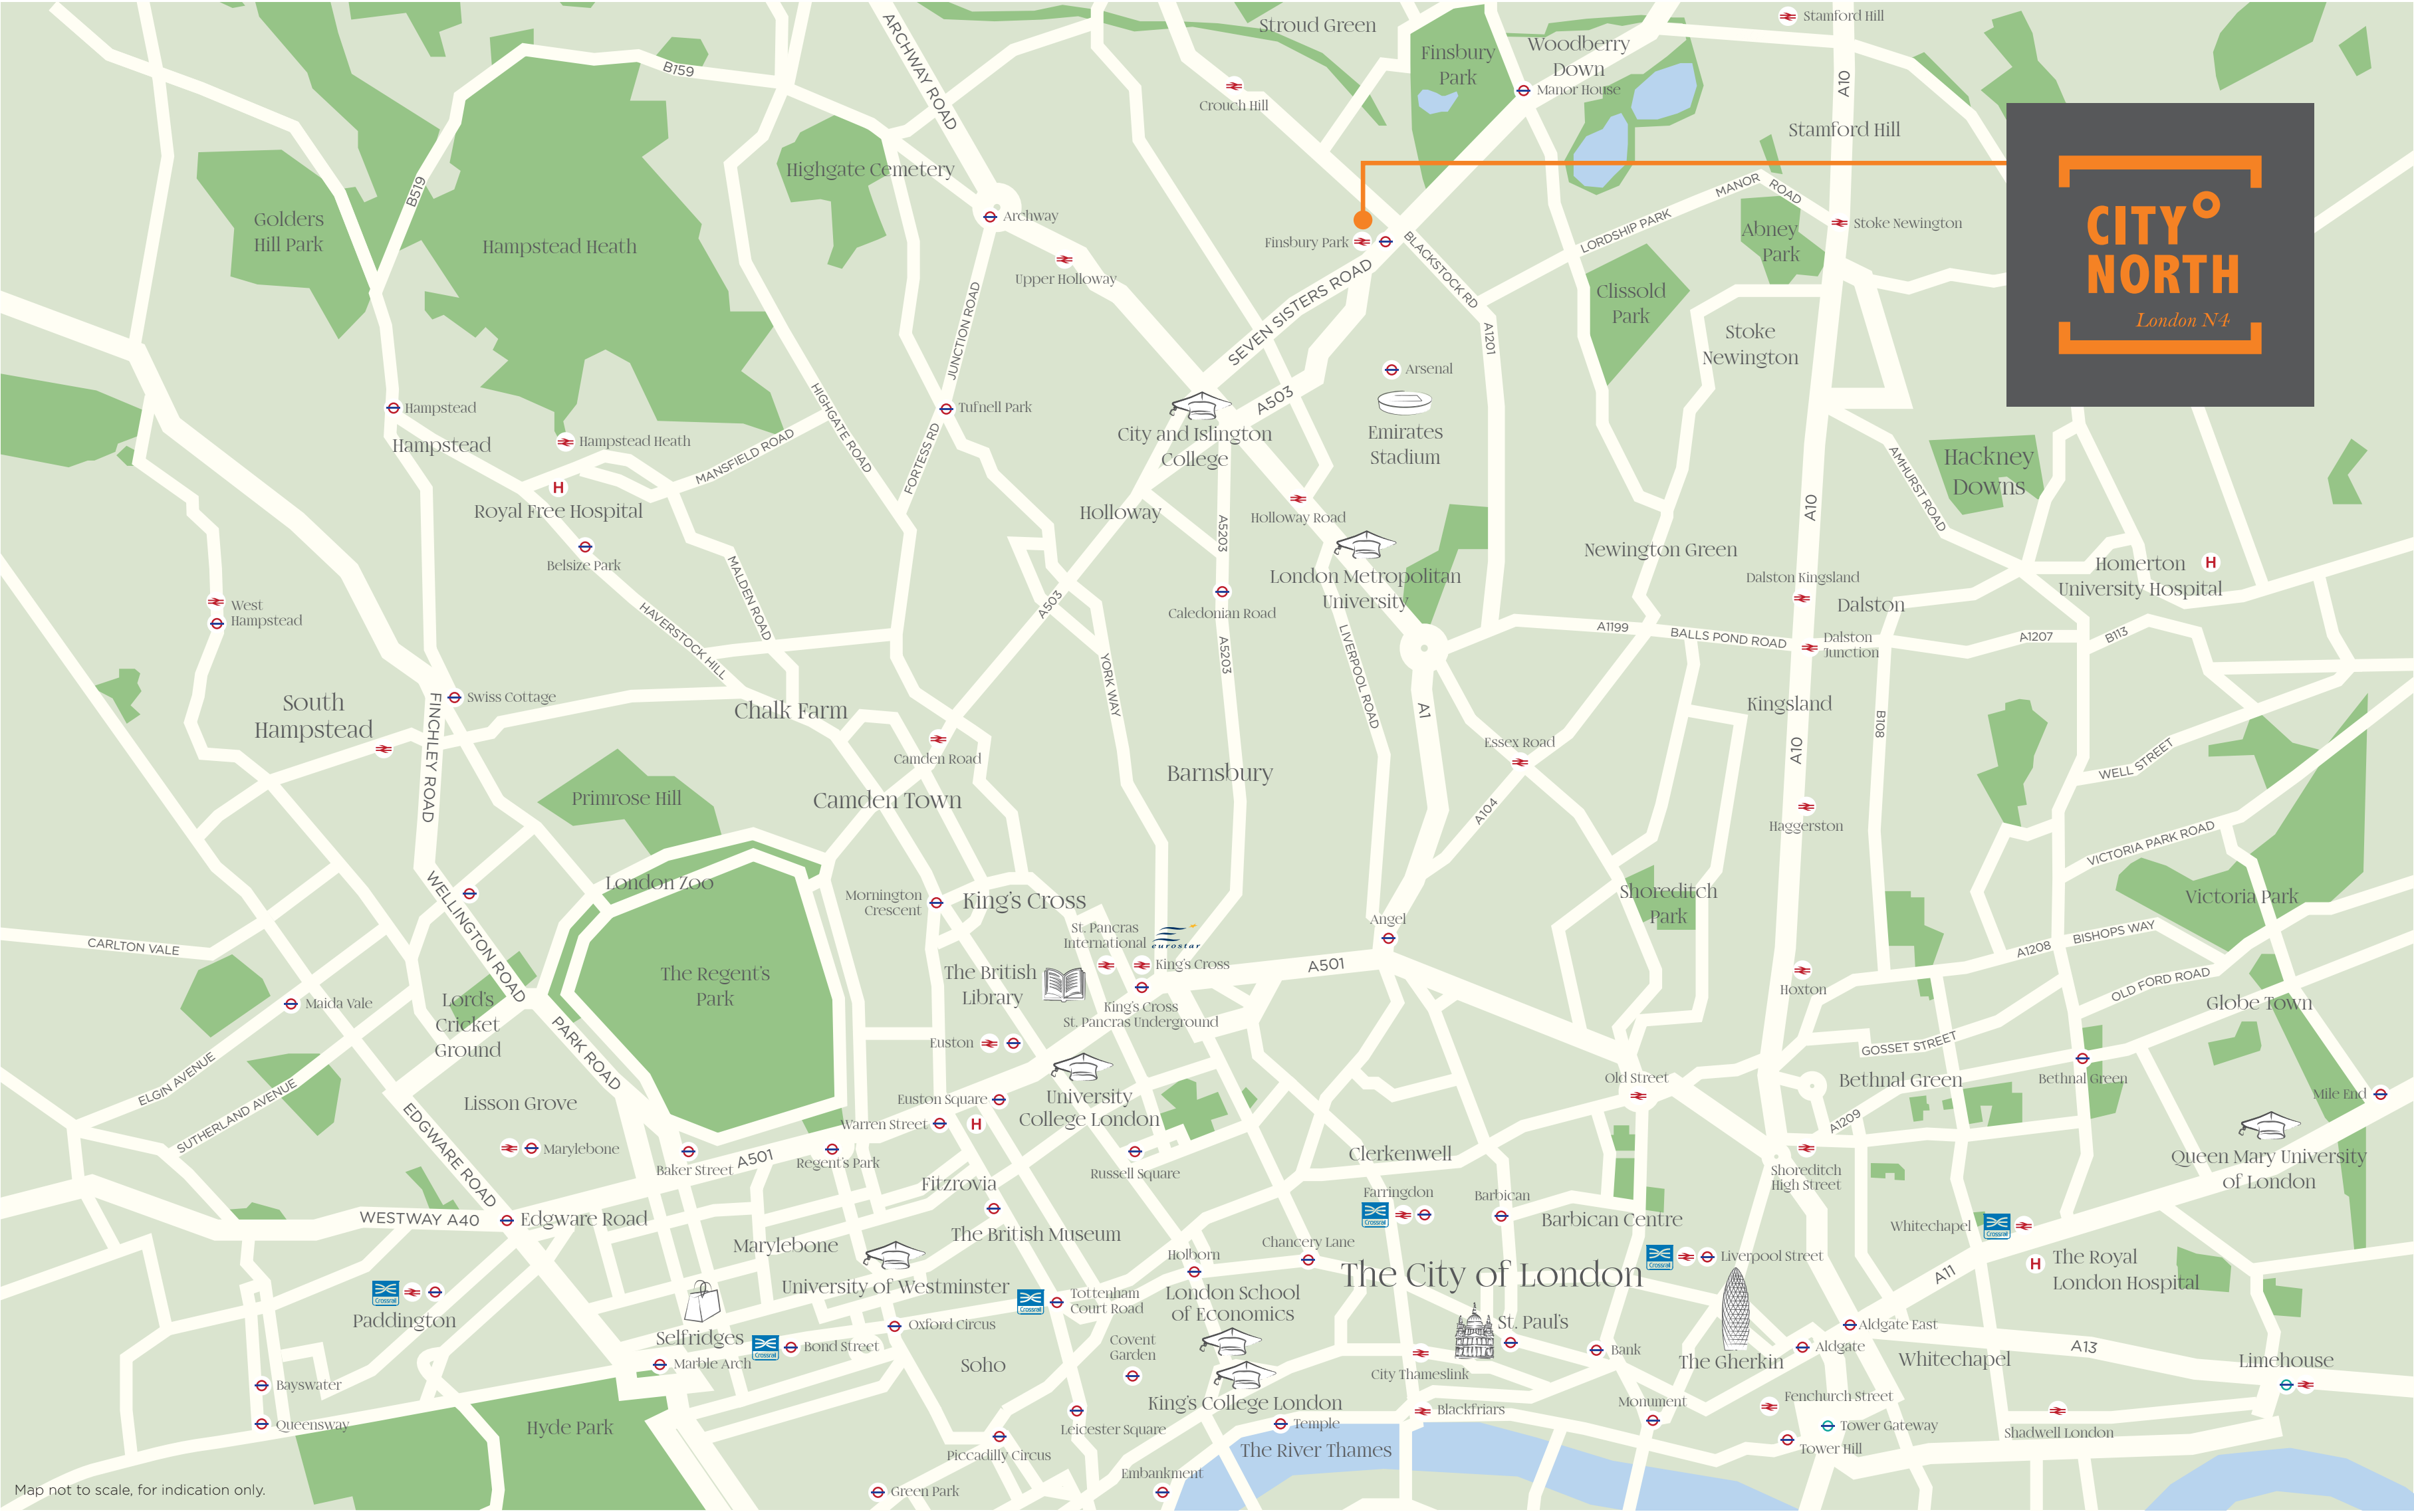 Stroud Green
Stamford Hill
ARCHWAY ROAD
Finsbury
Park
Woodberry
Down
Manor House
B159
Crouch Hill
A10
Stamford Hill
Highgate Cemetery
CITY
NORTH
London N4
B519
Golders
Hill Park
Hampstead Heath
Archway
Upper Holloway
Finsbury Park
BLACKSTOCK RD
LORDSHIP PARK
MANOR
ROAD
Abney
Park
Stoke Newington
Clissold
Park
Stoke
Newington
SEVEN SISTERS ROAD
A1201
JUNCTION ROAD
Arsenal
Emirates
Stadium
A503
City and Islington
College
Tufnell Park
FORTESS RD
HIGHGATE ROAD
MANSFIELD ROAD
Hampstead
Hampstead
Hampstead Heath
H
Royal Free Hospital
Belsize Park
MALDEN ROAD
HAVERSTOCK HILL
Holloway
A5203
Holloway Road
London Metropolitan
University
Caledonian Road
A5203
A503
YORK WAY
LIVERPOOL ROAD
A1
Newington Green
A10
AMHURST ROAD
Hackney
Downs
Homerton
University Hospital
H
Dalston Kingsland
Dalston
Dalston
Junction
A1199
BALLS POND ROAD
A1207
B113
West
Hampstead
South
Hampstead
Swiss Cottage
FINCHLEY ROAD
Chalk Farm
Camden Road
Camden Town
Primrose Hill
Barnsbury
Essex Road
A104
Kingsland
A10
B108
Haggerston
WELL STREET
VICTORIA PARK ROAD
Victoria Park
London Zoo
WELLINGTON ROAD
Mornington
Crescent
King's Cross
St. Pancras
International
eurostar
King's Cross
King's Cross
St. Pancras Underground
The British
Library
Angel
A501
Shoreditch
Park
A1208
BISHOPS WAY
OLD FORD ROAD
Globe Town
Hoxton
GOSSET STREET
CARLTON VALE
Maida Vale
Lord's
Cricket
Ground
The Regent's
Park
PARK ROAD
Euston
Euston Square
Warren Street
H
University
College London
Russell Square
Old Street
Bethnal Green
Bethnal Green
Mile End
A1209
Queen Mary University
of London
ELGIN AVENUE
SUTHERLAND AVENUE
Lisson Grove
EDGWARE ROAD
Marylebone
Baker Street
A501
Regent's Park
Fitzrovia
The British Museum
Clerkenwell
Farringdon
Crossrail
Barbican
Barbican Centre
Shoreditch
High Street
Whitechapel
Crossrail
H
The Royal
London Hospital
WESTWAY A40
Edgware Road
Marylebone
University of Westminster
Holborn
Chancery Lane
The City of London
Crossrail
Liverpool Street
A11
Crossrail
Paddington
Selfridges
Crossrail
Bond Street
Marble Arch
Oxford Circus
Crossrail
Tottenham
Court Road
London School
of Economics
Covent
Garden
Soho
St. Paul's
Bank
The Gherkin
Aldgate East
Aldgate
Whitechapel
A13
Limehouse
City Thameslink
King's College London
Bayswater
Queensway
Hyde Park
Piccadilly Circus
Leicester Square
Temple
Blackfriars
Monument
Fenchurch Street
Tower Gateway
Tower Hill
Shadwell London
The River Thames
Embankment
Green Park
Map not to scale, for indication only.